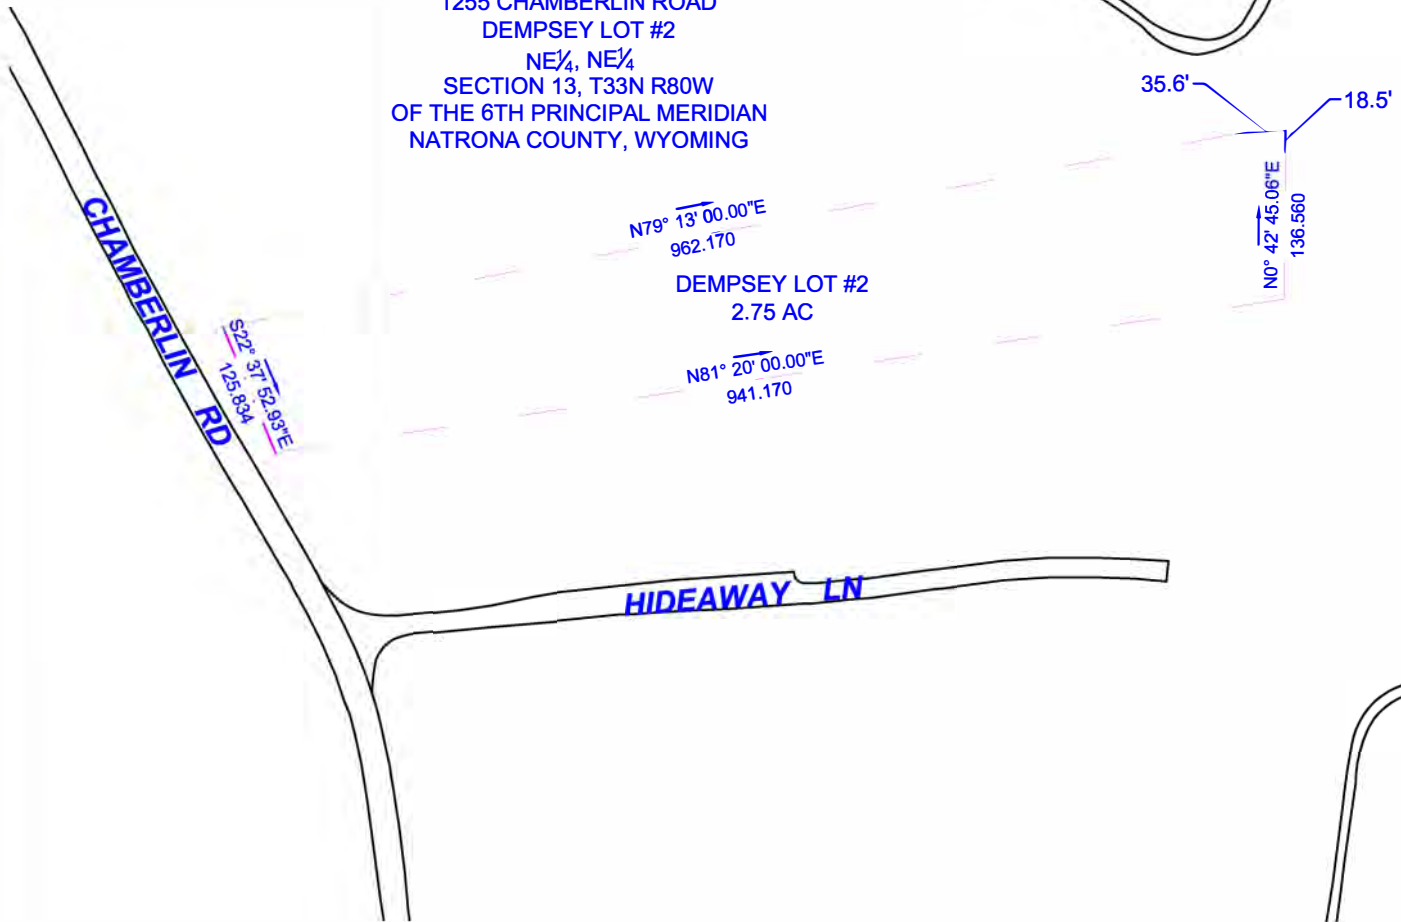 1255 CHAMBERLIN ROAD
DEMPSEY LOT #2
NE¼, NE¼
SECTION 13, T33N R80W
OF THE 6TH PRINCIPAL MERIDIAN
NATRONA COUNTY, WYOMING
35.6'
18.5'
N79° 13' 00.00"E
962.170
N0° 42' 45.06"E
136.560
DEMPSEY LOT #2
2.75 AC
CHAMBERLIN RD
S22° 37' 52.93"E
125.834
N81° 20' 00.00"E
941.170
HIDEAWAY LN